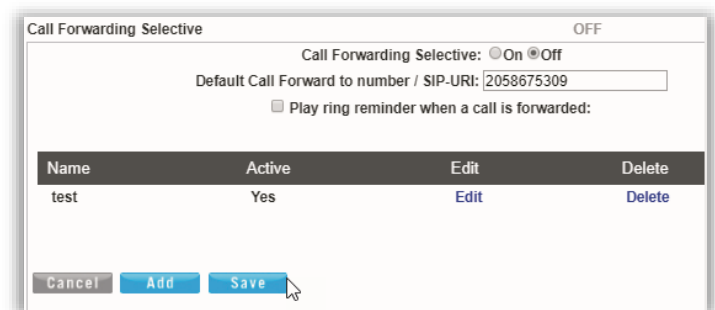 Call Forwarding Selective OFF
Call Forwarding Selective: On Off
Default Call Forward to number / SIP-URI: 2058675309
Play ring reminder when a call is forwarded:
Name Active Edit Delete
test Yes Edit Delete
Cancel Add Save